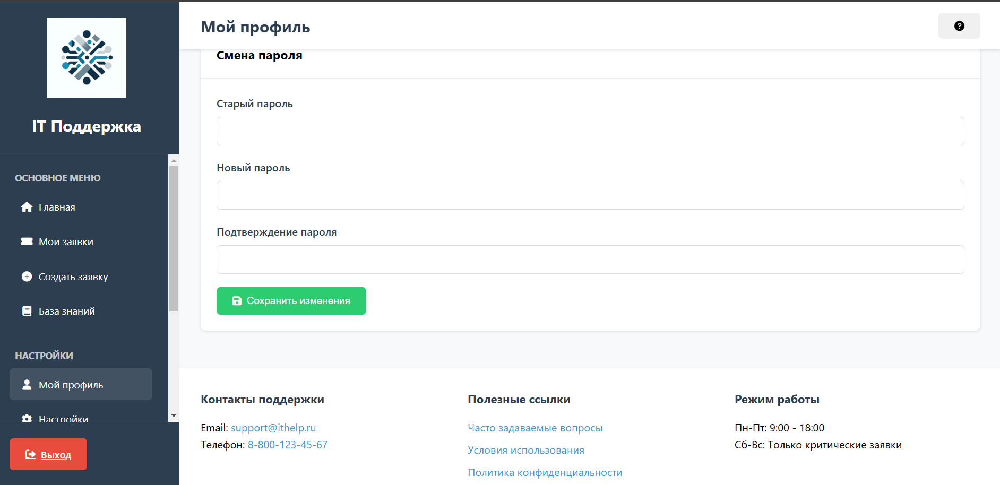 IT Поддержка
ОСНОВНОЕ МЕНЮ
Главная
Мои заявки
Создать заявку
База знаний
НАСТРОЙКИ
Мой профиль
Настройки
Выход
Мой профиль
Смена пароля
Старый пароль
Новый пароль
Подтверждение пароля
Сохранить изменения
Контакты поддержки
Email: support@ithelp.ru
Телефон: 8-800-123-45-67
Полезные ссылки
Часто задаваемые вопросы
Условия использования
Политика конфиденциальности
Режим работы
Пн-Пт: 9:00 - 18:00
Сб-Вс: Только критические заявки